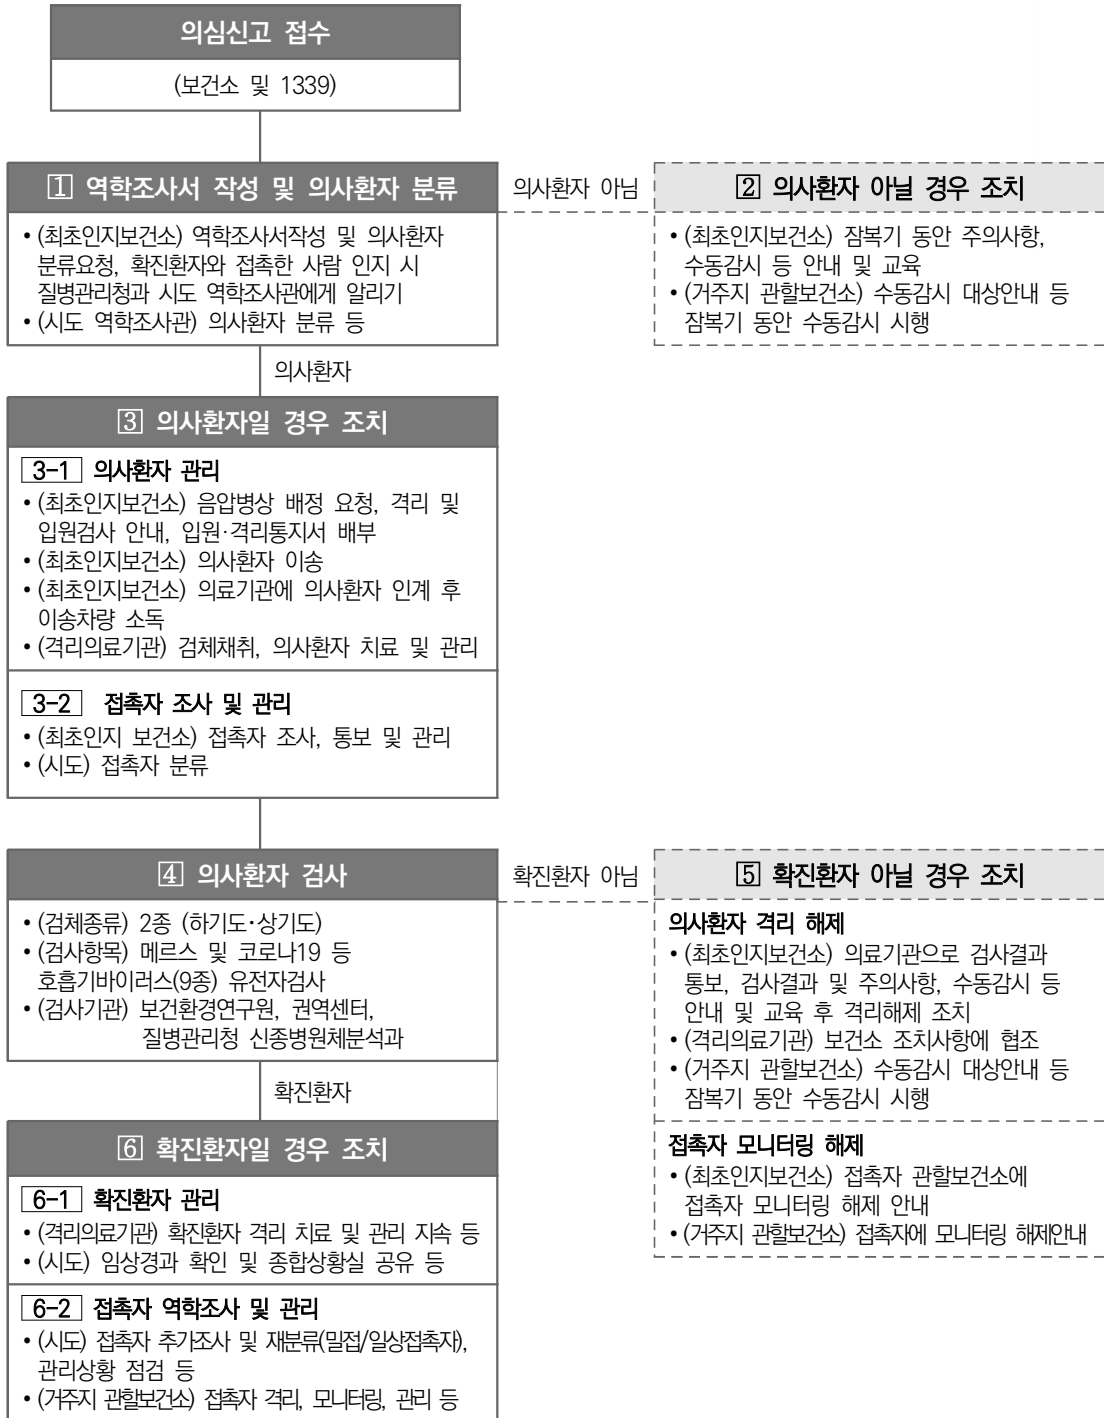 의심신고 접수
(보건소 및 1339)
1 역학조사서 작성 및 의사환자 분류
• (최초인지보건소) 역학조사서작성 및 의사환자
분류요청, 확진환자와 접촉한 사람 인지 시
질병관리청과 시도 역학조사관에게 알리기
• (시도 역학조사관) 의사환자 분류 등
의사환자 아님
2 의사환자 아닐 경우 조치
• (최초인지보건소) 잠복기 동안 주의사항,
수동감시 등 안내 및 교육
• (거주지 관할보건소) 수동감시 대상안내 등
잠복기 동안 수동감시 시행
의사환자
3 의사환자일 경우 조치
3-1 의사환자 관리
• (최초인지보건소) 음압병상 배정 요청, 격리 및
입원검사 안내, 입원·격리통지서 배부
• (최초인지보건소) 의사환자 이송
• (최초인지보건소) 의료기관에 의사환자 인계 후
이송차량 소독
• (격리의료기관) 검체채취, 의사환자 치료 및 관리
3-2 접촉자 조사 및 관리
• (최초인지 보건소) 접촉자 조사, 통보 및 관리
• (시도) 접촉자 분류
4 의사환자 검사
• (검체종류) 2종 (하기도·상기도)
• (검사항목) 메르스 및 코로나19 등
호흡기바이러스(9종) 유전자검사
• (검사기관) 보건환경연구원, 권역센터,
질병관리청 신종병원체분석과
확진환자 아님
5 확진환자 아닐 경우 조치
의사환자 격리 해제
• (최초인지보건소) 의료기관으로 검사결과
통보, 검사결과 및 주의사항, 수동감시 등
안내 및 교육 후 격리해제 조치
• (격리의료기관) 보건소 조치사항에 협조
• (거주지 관할보건소) 수동감시 대상안내 등
잠복기 동안 수동감시 시행
접촉자 모니터링 해제
• (최초인지보건소) 접촉자 관할보건소에
접촉자 모니터링 해제 안내
• (거주지 관할보건소) 접촉자에 모니터링 해제안내
확진환자
6 확진환자일 경우 조치
6-1 확진환자 관리
• (격리의료기관) 확진환자 격리 치료 및 관리 지속 등
• (시도) 임상경과 확인 및 종합상황실 공유 등
6-2 접촉자 역학조사 및 관리
• (시도) 접촉자 추가조사 및 재분류(밀접/일상접촉자),
관리상황 점검 등
• (거주지 관할보건소) 접촉자 격리, 모니터링, 관리 등